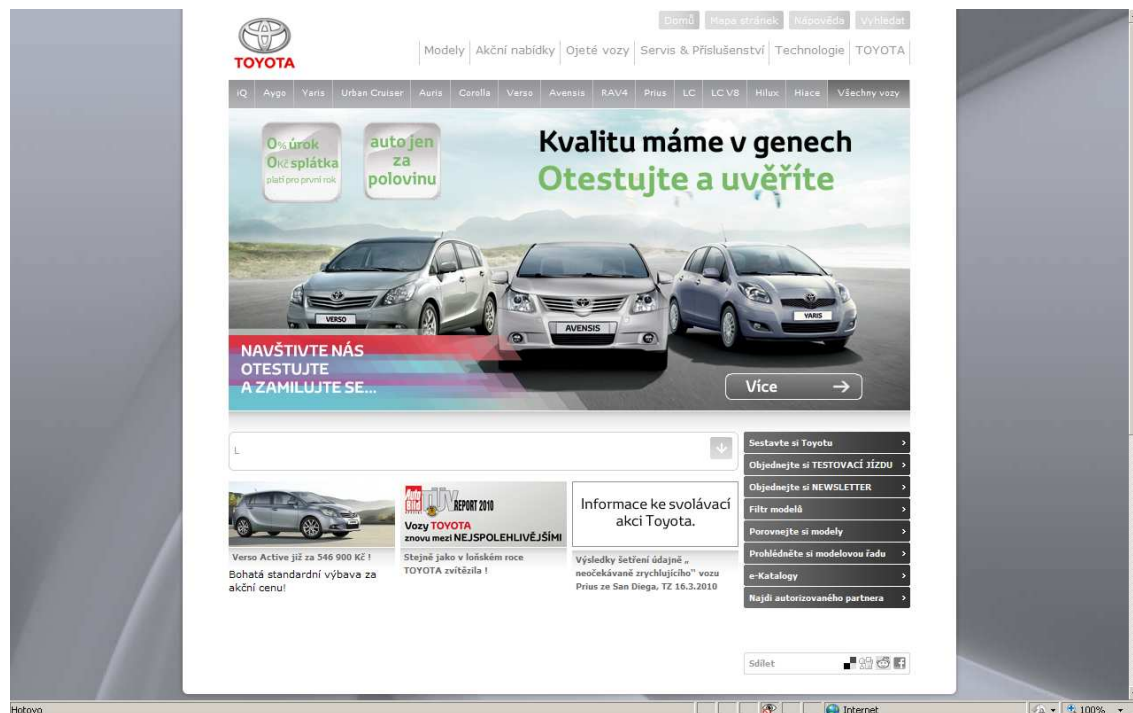 Domů Mapa stránek Nápověda Vyhledat
TOYOTA
Modely Akční nabídky Ojeté vozy Servis & Příslušenství Technologie TOYOTA
iQ Aygo Yaris Urban Cruiser Auris Corolla Verso Avensis RAV4 Prius LC LC V8 Hilux Hiace Všechny vozy
0% úrok
0Kč splátka
platí pro první rok
auto jen
za
polovinu
Kvalitu máme v genech
Otestujte a uvěříte
VERSO
AVENSIS
YARIS
NAVŠTIVTE NÁS
OTESTUJTE
A ZAMILUJTE SE...
Více
L
Sestavte si Toyotu
Objednejte si TESTOVACÍ JÍZDU
Objednejte si NEWSLETTER
Filtr modelů
Porovnejte si modely
Prohlédněte si modelovou řadu
e-Katalogy
Najdi autorizovaného partnera
Verso Active již za 546 900 Kč !
Bohatá standardní výbava za
akční cenu!
Auto
Bild
TÜV REPORT 2010
Vozy TOYOTA
znovu mezi NEJSPOLEHLIVĚJŠÍMI
Stejně jako v loňském roce
TOYOTA zvítězila !
Informace ke svolávací
akci Toyota.
Výsledky šetření údajně „
neočekávaně zrychlujícího" vozu
Prius ze San Diega, TZ 16.3.2010
Sdílet
Hotovo
Internet
100%